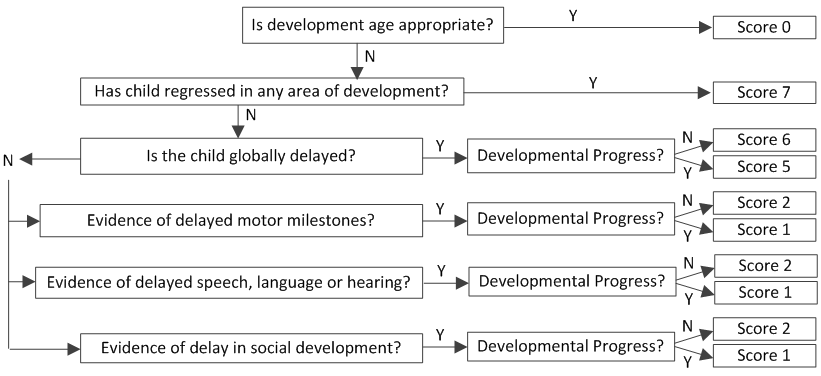 Is development age appropriate?
Y
Score 0
N
Has child regressed in any area of development?
Y
Score 7
N
N
Is the child globally delayed?
Y
Developmental Progress?
N
Score 6
Y
Score 5
Evidence of delayed motor milestones?
Y
Developmental Progress?
N
Score 2
Y
Score 1
Evidence of delayed speech, language or hearing?
Y
Developmental Progress?
N
Score 2
Y
Score 1
Evidence of delay in social development?
Y
Developmental Progress?
N
Score 2
Y
Score 1